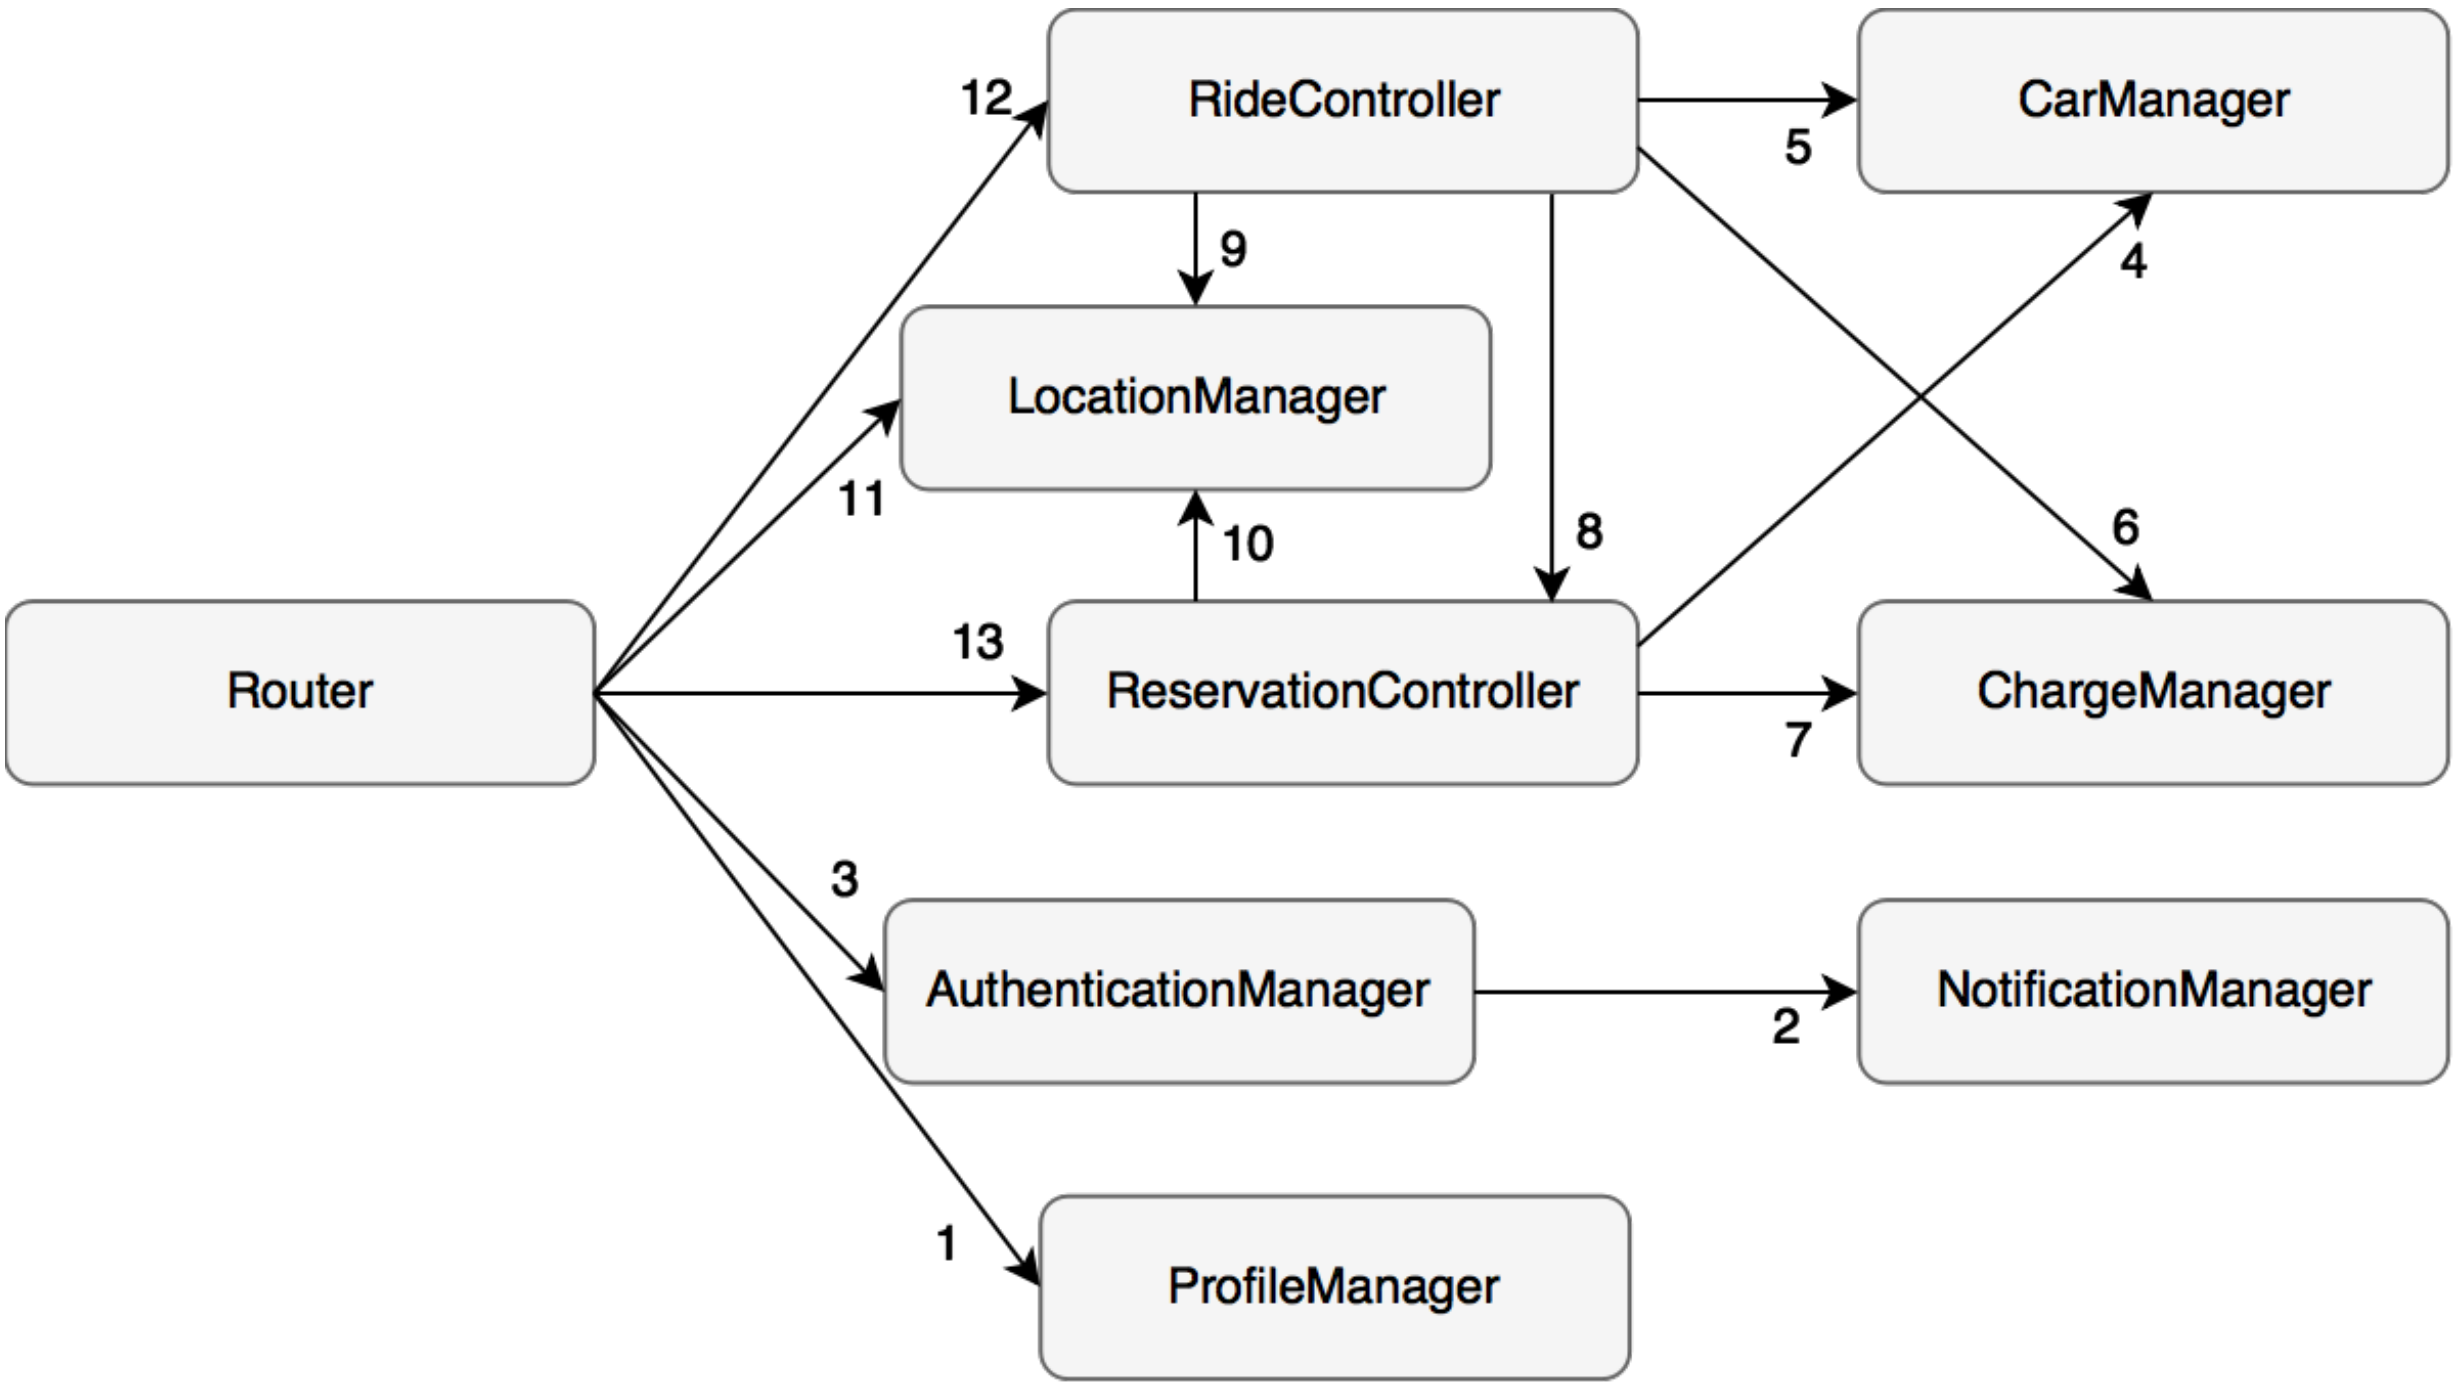 12
RideController
CarManager
5
9
4
LocationManager
11
10
8
6
13
Router
ReservationController
ChargeManager
7
3
AuthenticationManager
NotificationManager
2
1
ProfileManager